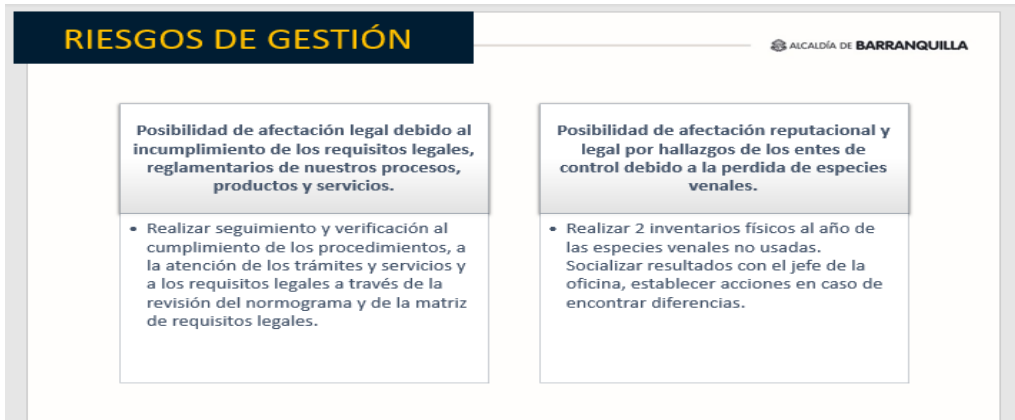 RIESGOS DE GESTIÓN
ALCALDÍA DE BARRANQUILLA
Posibilidad de afectación legal debido al
incumplimiento de los requisitos legales,
reglamentarios de nuestros procesos,
productos y servicios.
• Realizar seguimiento y verificación al
cumplimiento de los procedimientos, a
la atención de los trámites y servicios y
a los requisitos legales a través de la
revisión del normograma y de la matriz
de requisitos legales.
Posibilidad de afectación reputacional y
legal por hallazgos de los entes de
control debido a la perdida de especies
venales.
• Realizar 2 inventarios físicos al año de
las especies venales no usadas.
Socializar resultados con el jefe de la
oficina, establecer acciones en caso de
encontrar diferencias.